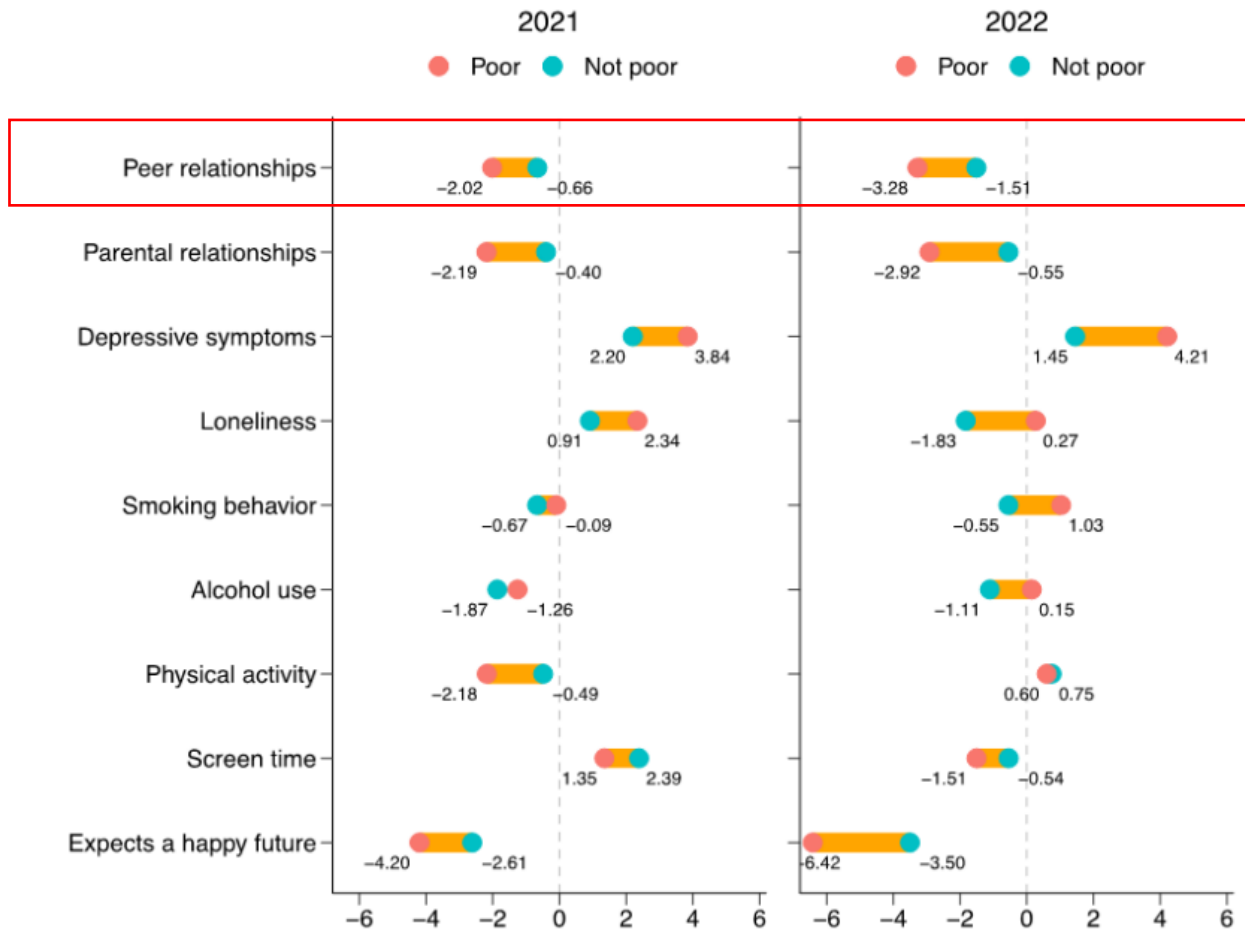 2021 2022
Poor Not poor Poor Not poor
Peer relationships
−2.02 −0.66 −3.28 −1.51
Parental relationships
−2.19 −0.40 −2.92 −0.55
Depressive symptoms
2.20 3.84 1.45 4.21
Loneliness
0.91 2.34 −1.83 0.27
Smoking behavior
−0.67 −0.09 −0.55 1.03
Alcohol use
−1.87 −1.26 −1.11 0.15
Physical activity
−2.18 −0.49 0.60 0.75
Screen time
1.35 2.39 −1.51 −0.54
Expects a happy future
−4.20 −2.61 −6.42 −3.50
−6 −4 −2 0 2 4 6 −6 −4 −2 0 2 4 6